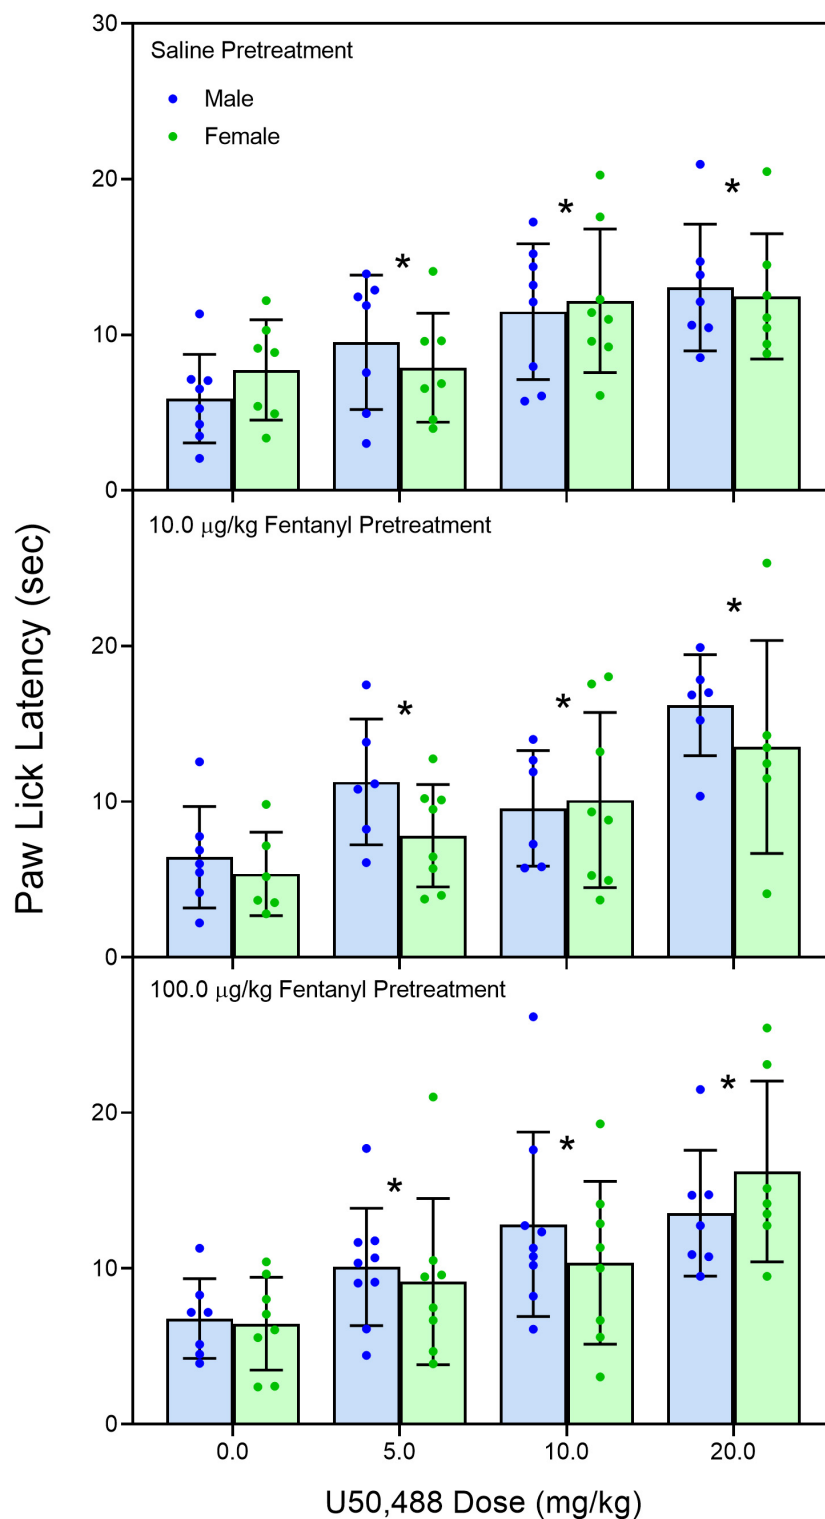 30
Saline Pretreatment
Male
Female
20
*
*
*
10
0
10.0 μg/kg Fentanyl Pretreatment
20
*
*
*
10
0
100.0 μg/kg Fentanyl Pretreatment
20
*
*
*
10
0
0.0 5.0 10.0 20.0
Paw Lick Latency (sec)
U50,488 Dose (mg/kg)